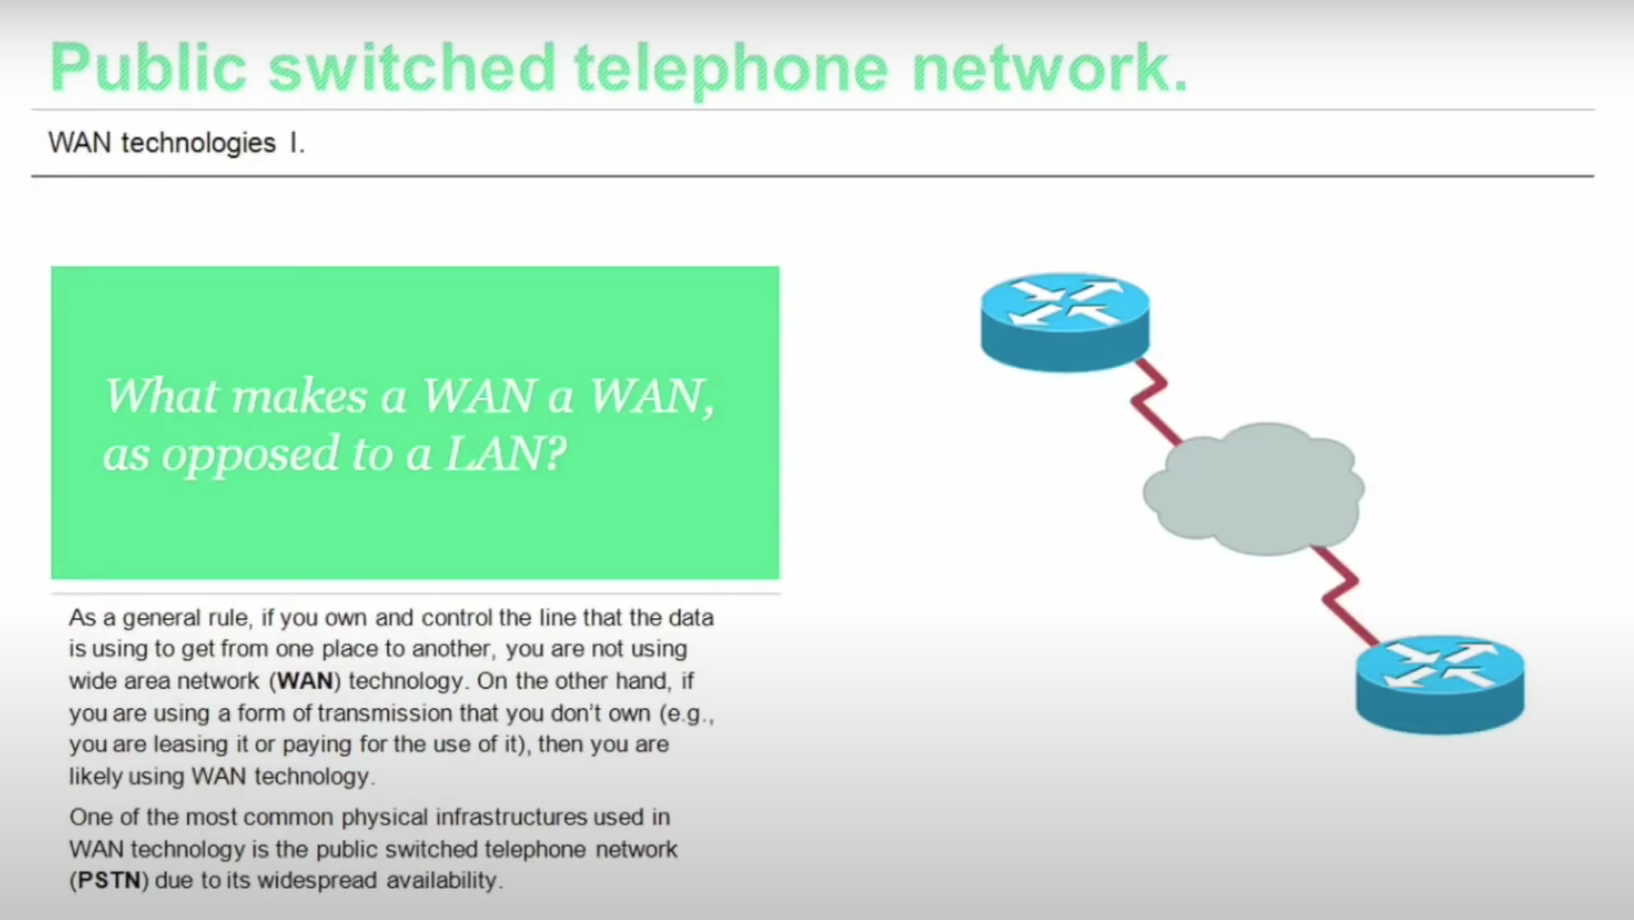 Public switched telephone network.
WAN technologies I.
What makes a WAN a WAN,
as opposed to a LAN?
As a general rule, if you own and control the line that the data
is using to get from one place to another, you are not using
wide area network (WAN) technology. On the other hand, if
you are using a form of transmission that you don't own (e.g.,
you are leasing it or paying for the use of it), then you are
likely using WAN technology.
One of the most common physical infrastructures used in
WAN technology is the public switched telephone network
(PSTN) due to its widespread availability.